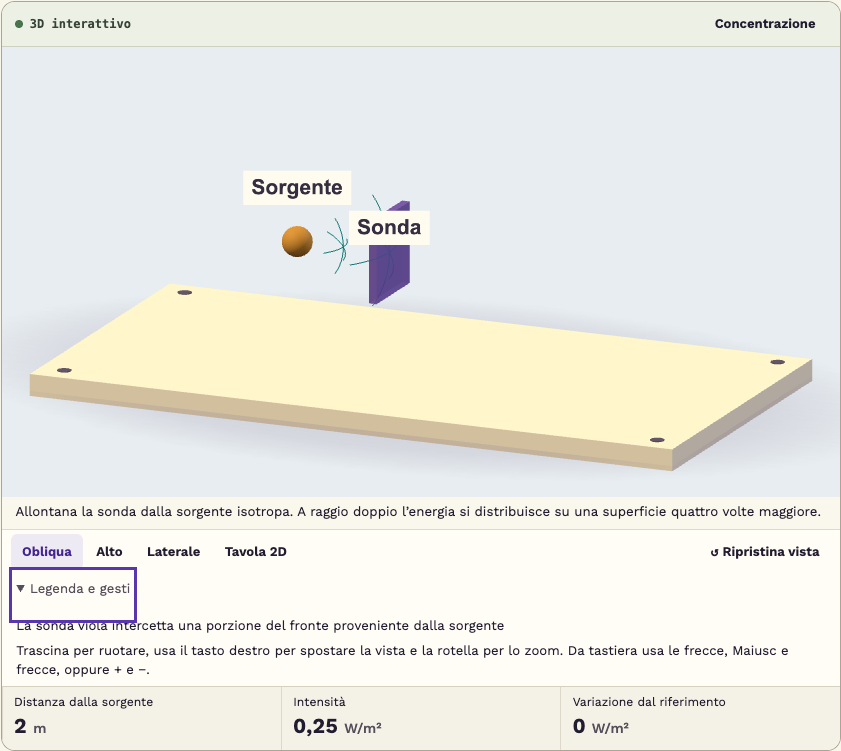 3D interattivo
Concentrazione
Sorgente
Sonda
Allontana la sonda dalla sorgente isotropa. A raggio doppio l'energia si distribuisce su una superficie quattro volte maggiore.
Obliqua Alto Laterale Tavola 2D
↺ Ripristina vista
▼ Legenda e gesti
La sonda viola intercetta una porzione del fronte proveniente dalla sorgente
Trascina per ruotare, usa il tasto destro per spostare la vista e la rotella per lo zoom. Da tastiera usa le frecce, Maiusc e
frecce, oppure + e −.
Distanza dalla sorgente
2 m
Intensità
0,25 W/m²
Variazione dal riferimento
0 W/m²